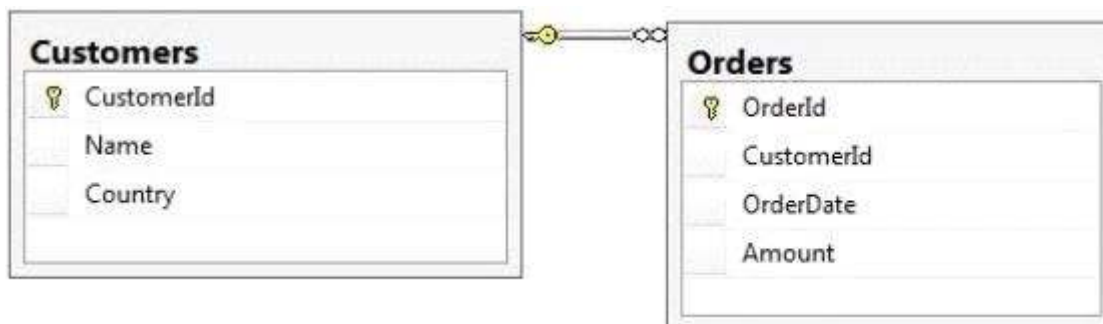 Customers
CustomerId
Name
Country
Orders
OrderId
CustomerId
OrderDate
Amount